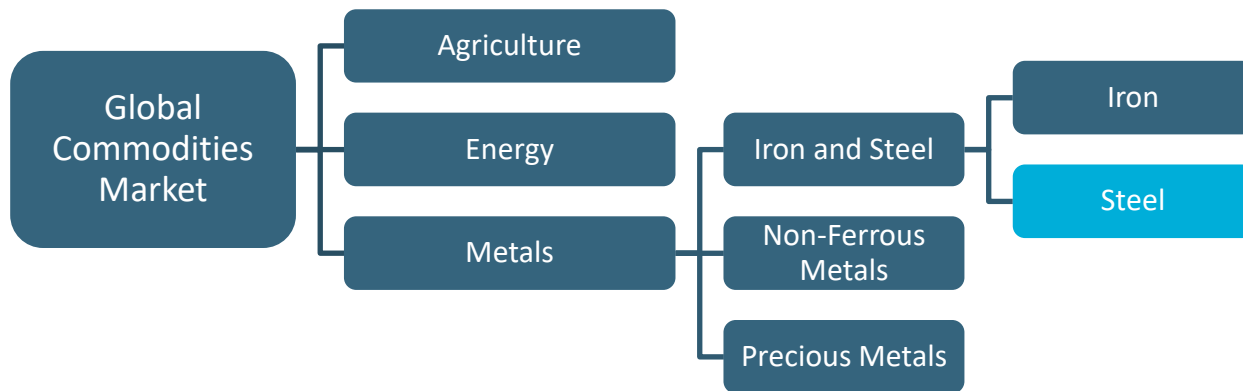 Global
Commodities
Market
Agriculture
Energy
Metals
Iron and Steel
Non-Ferrous
Metals
Precious Metals
Iron
Steel